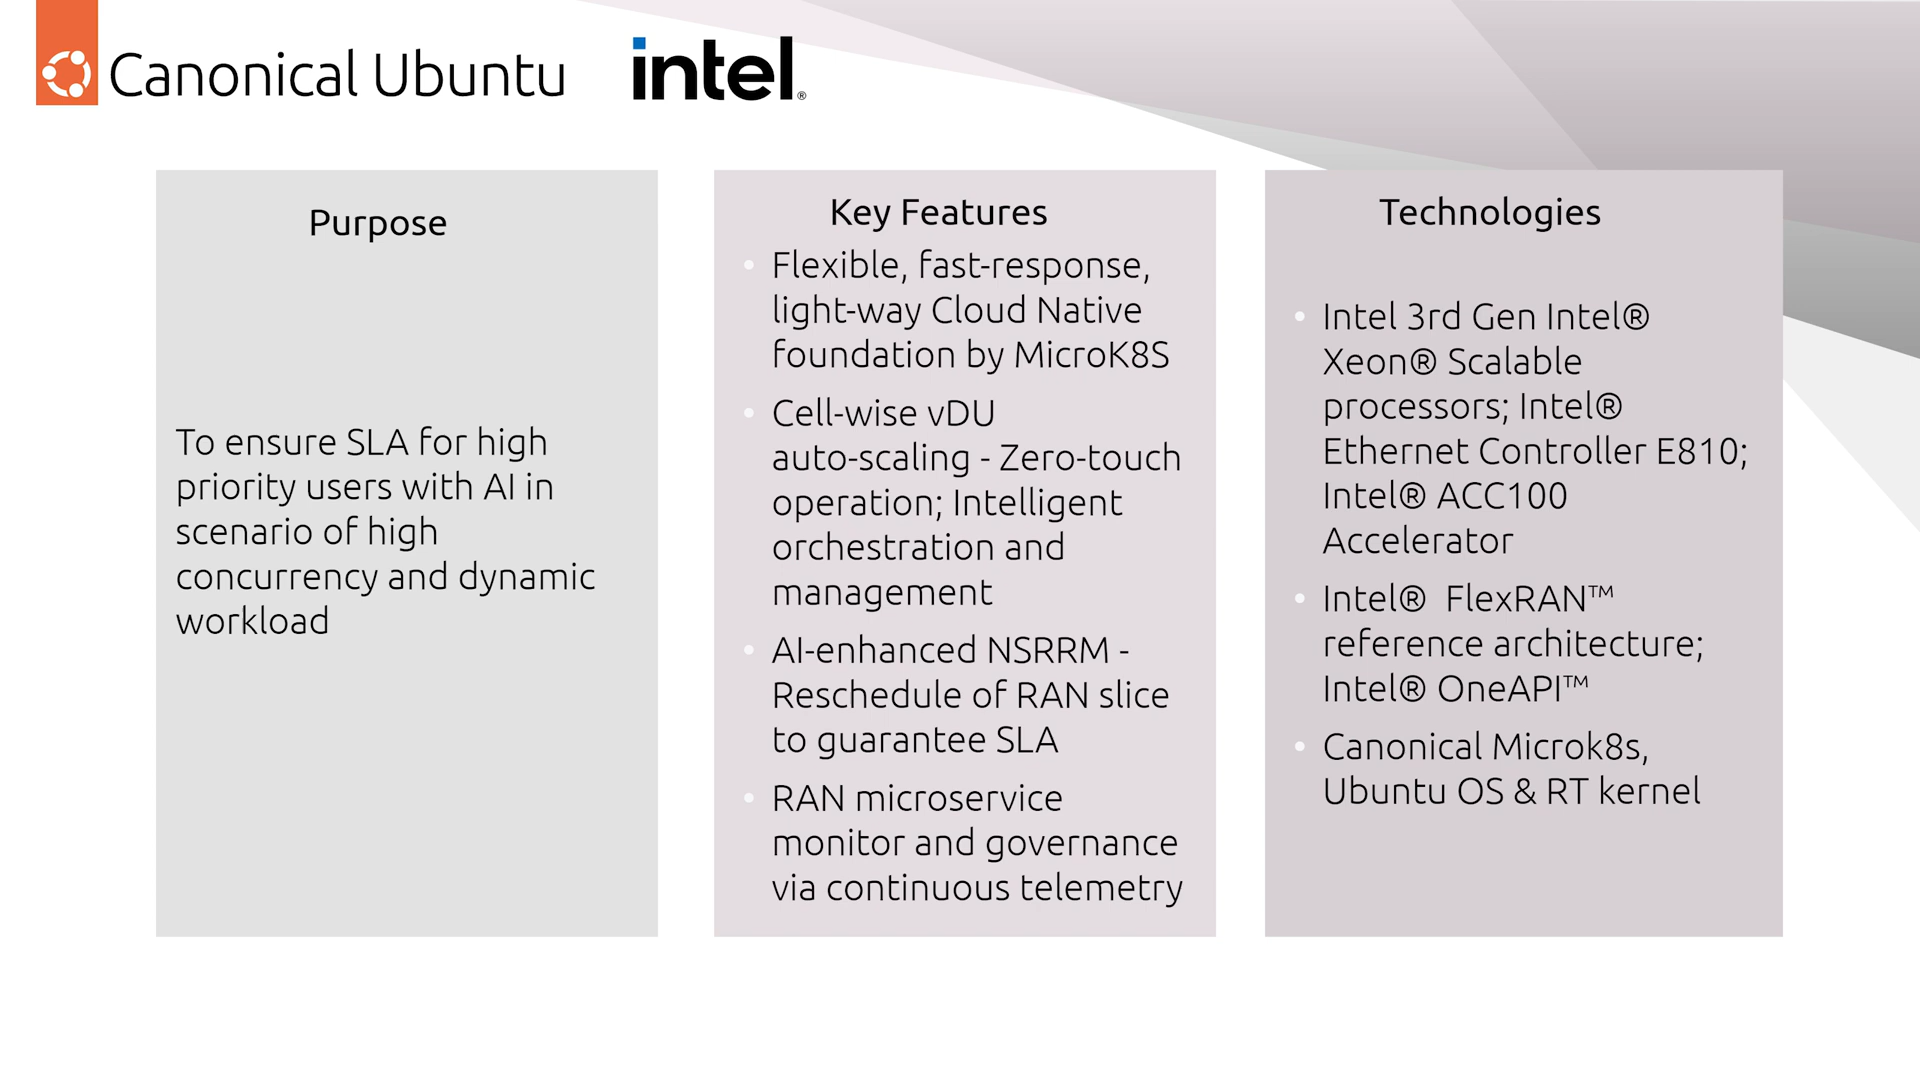 Canonical Ubuntu
intel®
Purpose
To ensure SLA for high
priority users with AI in
scenario of high
concurrency and dynamic
workload
Key Features
• Flexible, fast-response,
light-way Cloud Native
foundation by MicroK8S
• Cell-wise vDU
auto-scaling - Zero-touch
operation; Intelligent
orchestration and
management
• AI-enhanced NSRRM -
Reschedule of RAN slice
to guarantee SLA
• RAN microservice
monitor and governance
via continuous telemetry
Technologies
• Intel 3rd Gen Intel®
Xeon® Scalable
processors; Intel®
Ethernet Controller E810;
Intel® ACC100
Accelerator
• Intel® FlexRAN™
reference architecture;
Intel® OneAPI™
• Canonical Microk8s,
Ubuntu OS & RT kernel